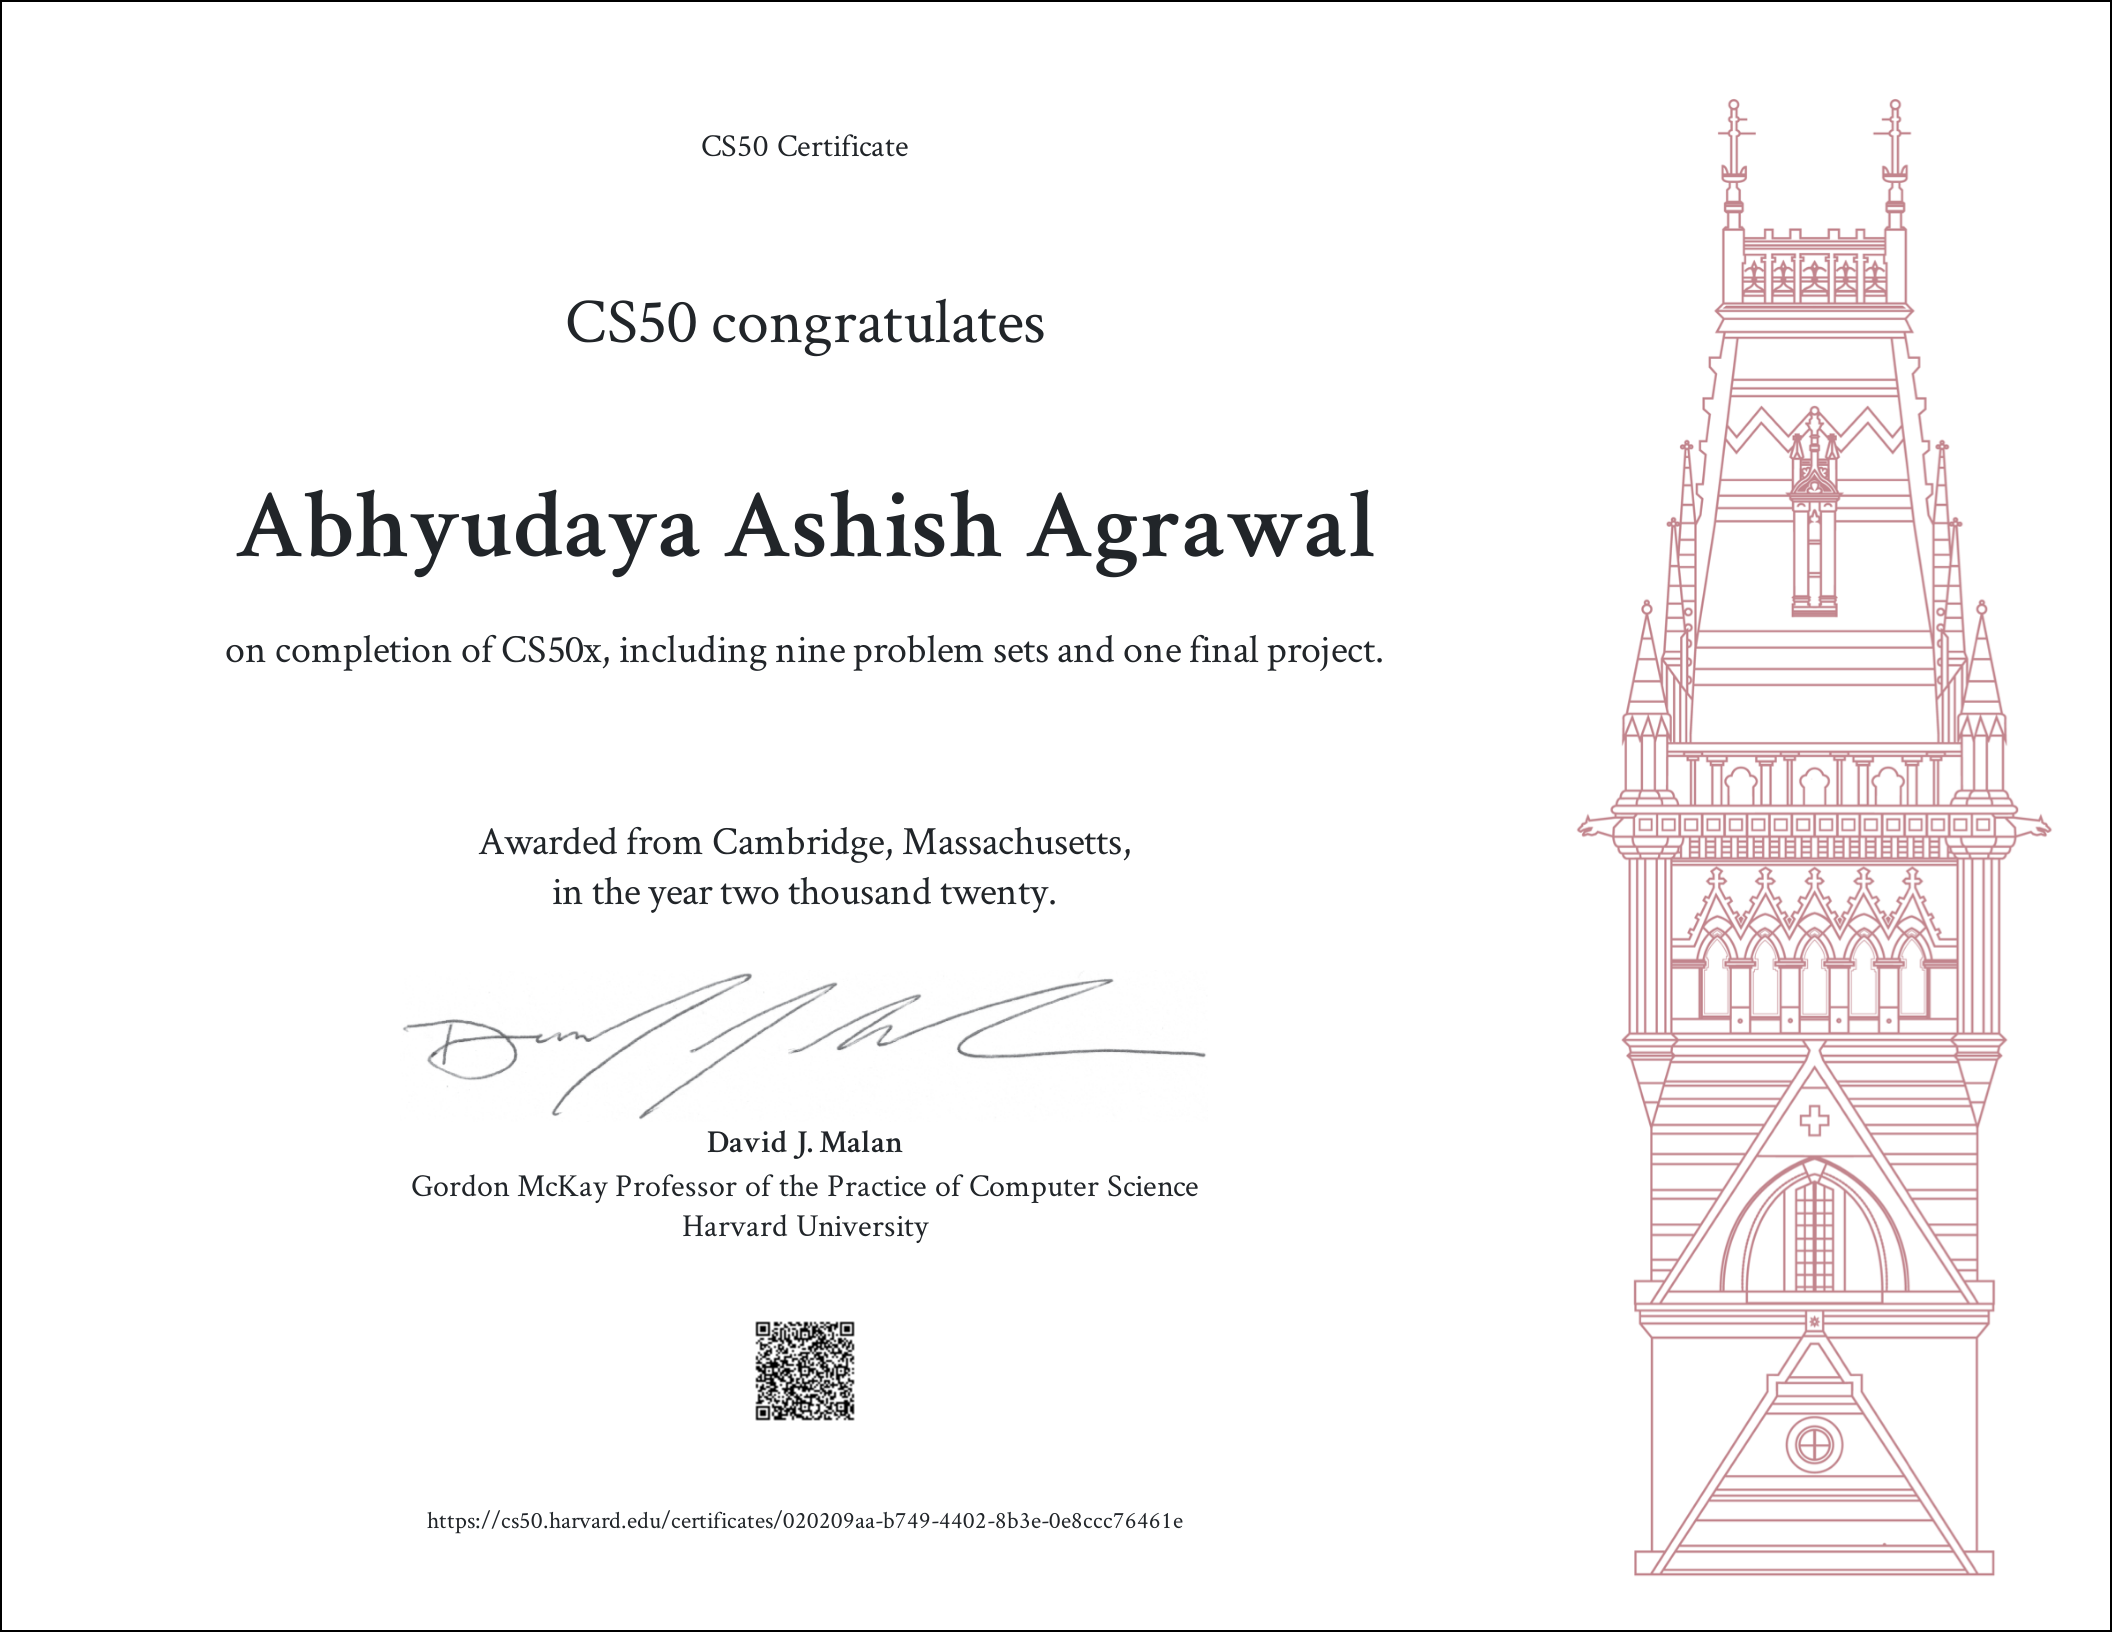 CS50 Certificate
CS50 congratulates
Abhyudaya Ashish Agrawal
on completion of CS50x, including nine problem sets and one final project.
Awarded from Cambridge, Massachusetts,
in the year two thousand twenty.
David J. Malan
Gordon McKay Professor of the Practice of Computer Science
Harvard University
https://cs50.harvard.edu/certificates/020209aa-b749-4402-8b3e-0e8ccc76461e